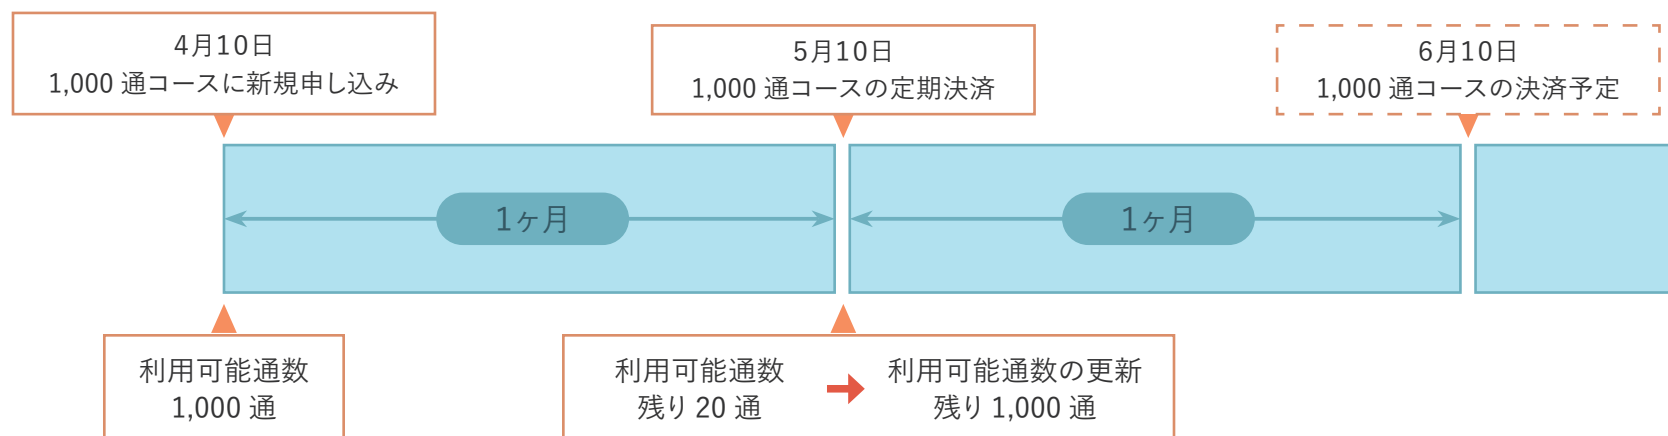 4月10日
1,000 通コースに新規申し込み
5月10日
1,000 通コースの定期決済
6月10日
1,000 通コースの決済予定
1ヶ月
1ヶ月
利用可能通数
1,000 通
利用可能通数
残り 20 通
利用可能通数の更新
残り 1,000 通